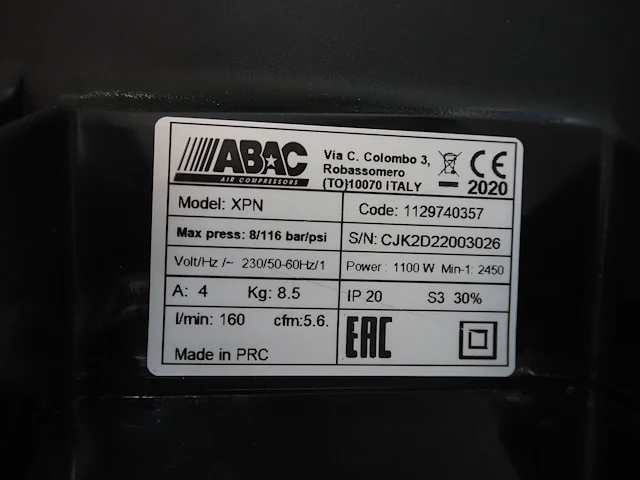 ABAC
AIR COMPRESSORS
Via C. Colombo 3,
Robassomero
(TO)10070 ITALY
CE
2020
Model: XPN
Code: 1129740357
Max press: 8/116 bar/psi
S/N: CJK2D22003026
Volt/Hz /~ 230/50-60Hz/1
Power: 1100 W Min-1: 2450
A: 4 Kg: 8.5
IP 20 S3 30%
l/min: 160 cfm:5.6.
EAC
Made in PRC